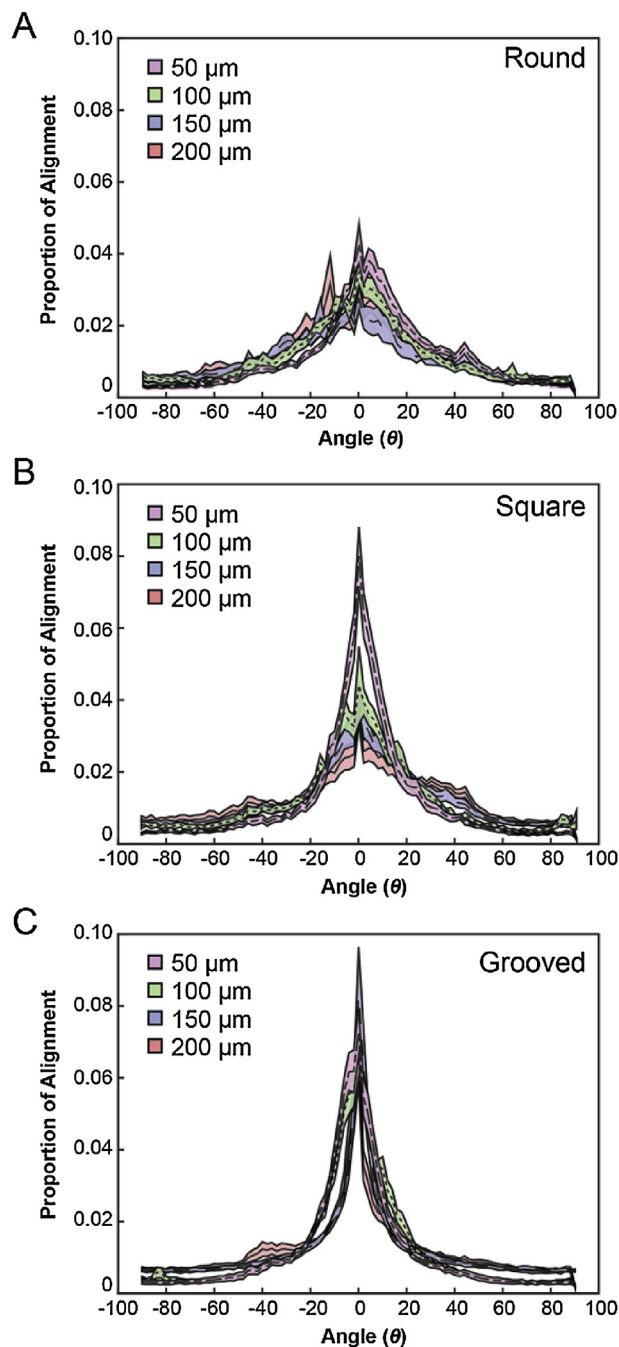 A
0.10
Round
50 µm
100 µm
150 µm
200 µm
0.08
0.06
0.04
0.02
0
Proportion of Alignment
-100 -80 -60 -40 -20 0 20 40 60 80 100
Angle (θ)
B
0.10
Square
50 µm
100 µm
150 µm
200 µm
0.08
0.06
0.04
0.02
0
Proportion of Alignment
-100 -80 -60 -40 -20 0 20 40 60 80 100
Angle (θ)
C
0.10
Grooved
50 µm
100 µm
150 µm
200 µm
0.08
0.06
0.04
0.02
0
Proportion of Alignment
-100 -80 -60 -40 -20 0 20 40 60 80 100
Angle (θ)